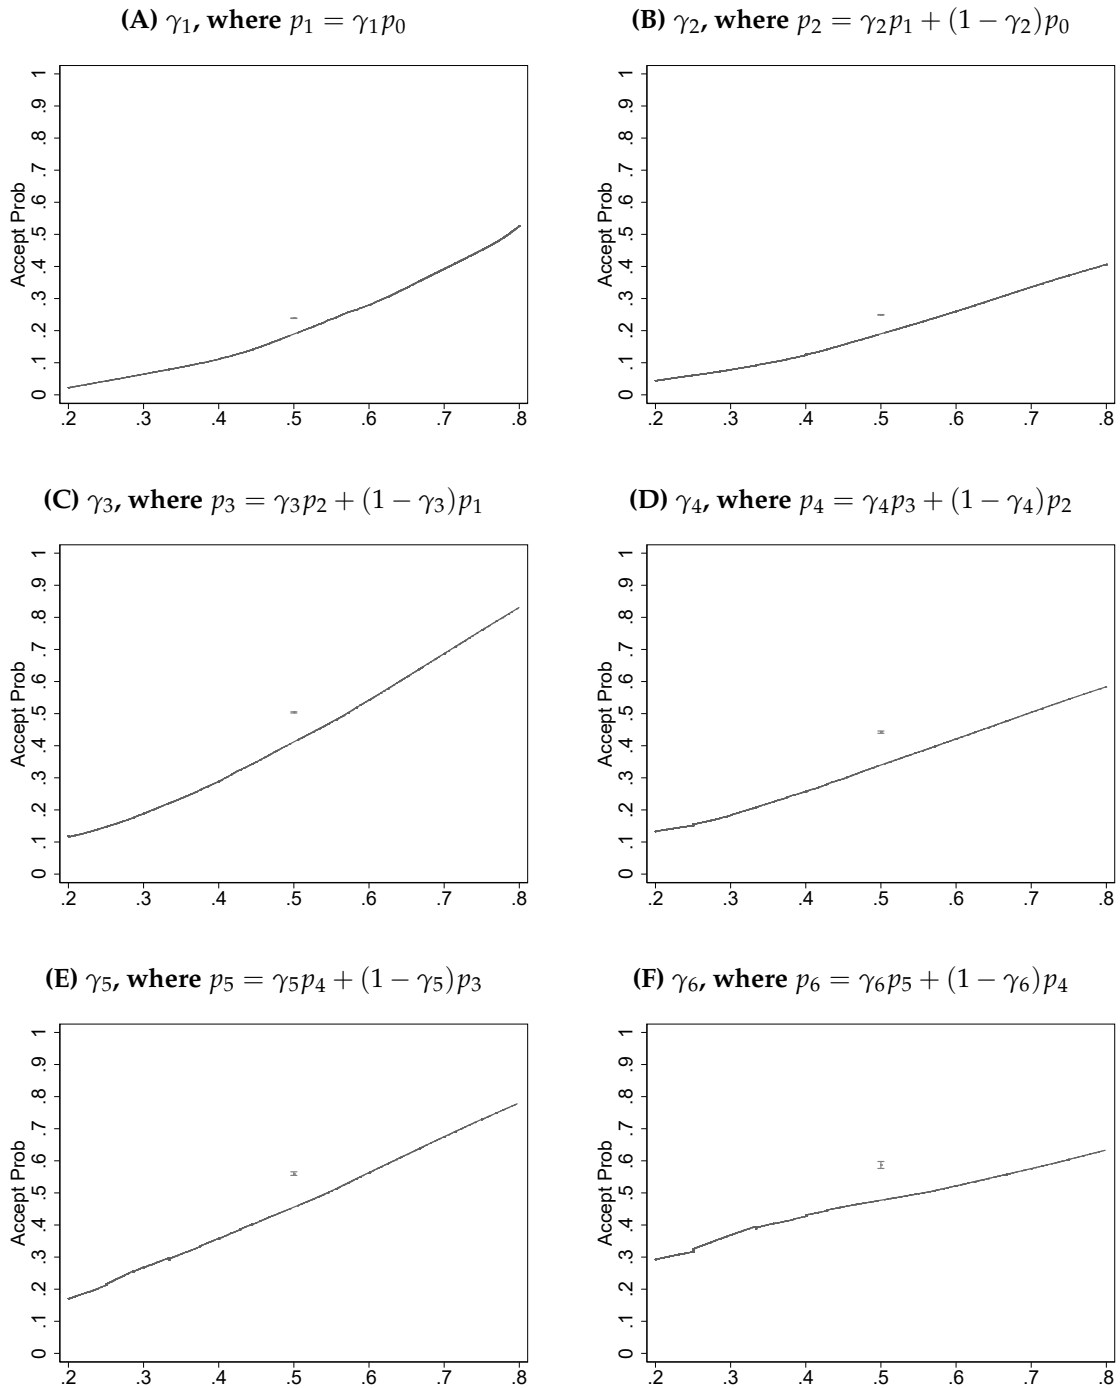 (A) γ1, where p1 = γ1p0
(B) γ2, where p2 = γ2p1 + (1 − γ2)p0
Accept Prob
0 .1 .2 .3 .4 .5 .6 .7 .8 .9 1
.2 .3 .4 .5 .6 .7 .8
Accept Prob
0 .1 .2 .3 .4 .5 .6 .7 .8 .9 1
.2 .3 .4 .5 .6 .7 .8
(C) γ3, where p3 = γ3p2 + (1 − γ3)p1
(D) γ4, where p4 = γ4p3 + (1 − γ4)p2
Accept Prob
0 .1 .2 .3 .4 .5 .6 .7 .8 .9 1
.2 .3 .4 .5 .6 .7 .8
Accept Prob
0 .1 .2 .3 .4 .5 .6 .7 .8 .9 1
.2 .3 .4 .5 .6 .7 .8
(E) γ5, where p5 = γ5p4 + (1 − γ5)p3
(F) γ6, where p6 = γ6p5 + (1 − γ6)p4
Accept Prob
0 .1 .2 .3 .4 .5 .6 .7 .8 .9 1
.2 .3 .4 .5 .6 .7 .8
Accept Prob
0 .1 .2 .3 .4 .5 .6 .7 .8 .9 1
.2 .3 .4 .5 .6 .7 .8